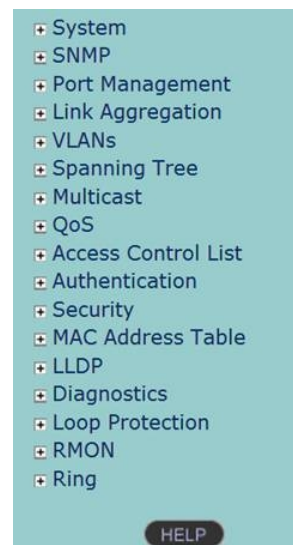 System
SNMP
Port Management
Link Aggregation
VLANs
Spanning Tree
Multicast
QoS
Access Control List
Authentication
Security
MAC Address Table
LLDP
Diagnostics
Loop Protection
RMON
Ring
HELP